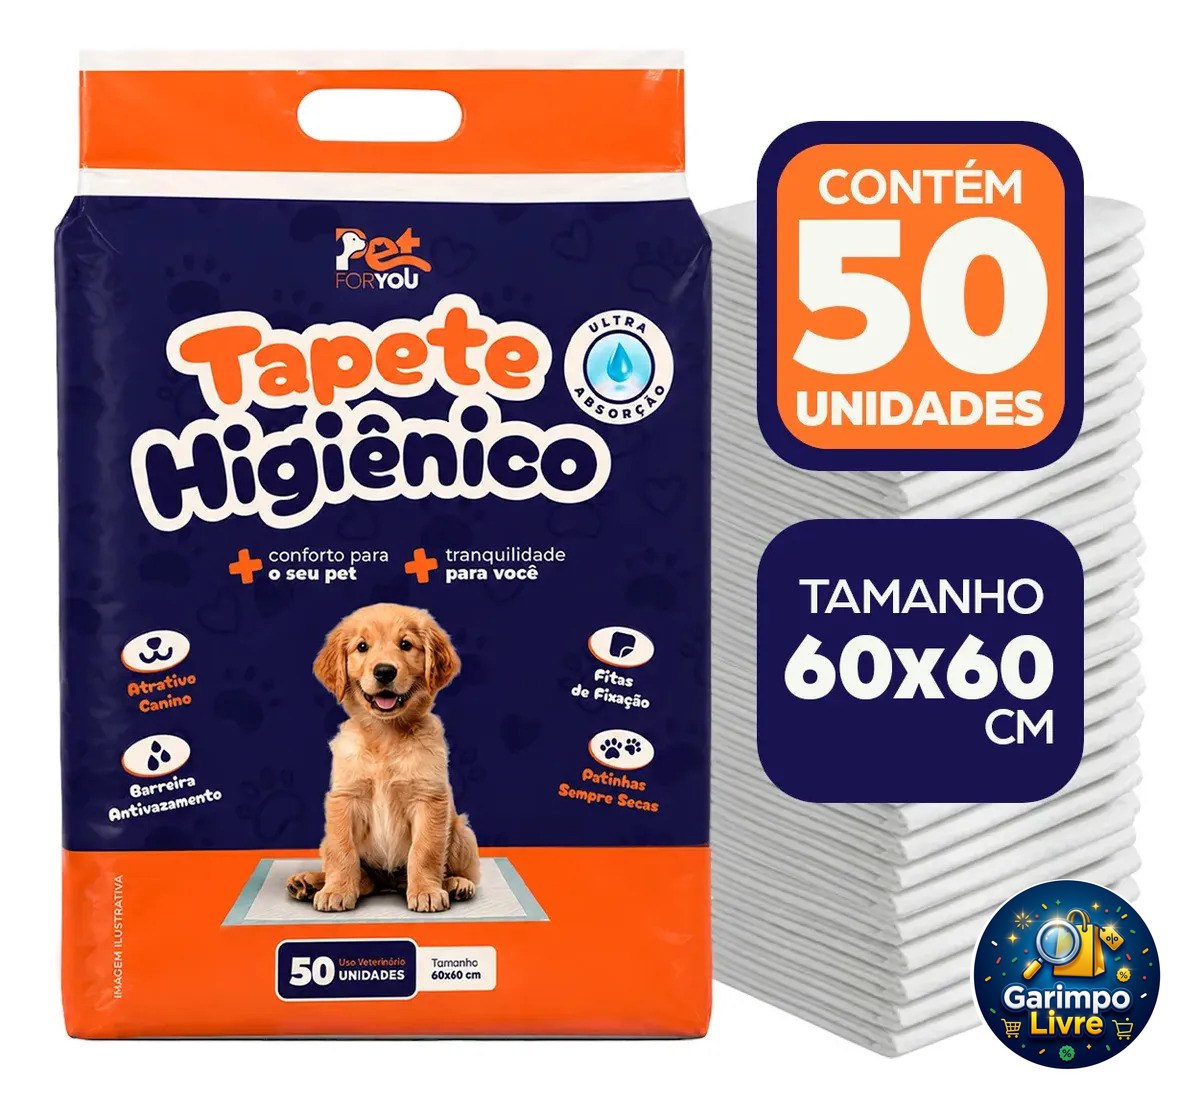 Pet
FORYOU
Tapete
Higiênico
ULTRA
ABSORÇÃO
+ conforto para
o seu pet
+ tranquilidade
para você
Atrativo
Canino
Fitas
de Fixação
Barreira
Antivazamento
Patinhas
Sempre Secas
IMAGEM ILUSTRATIVA
50 Uso Veterinário
UNIDADES
Tamanho
60x60 cm
CONTÉM
50
UNIDADES
TAMANHO
60x60
CM
%
%
Garimpo
Livre
%